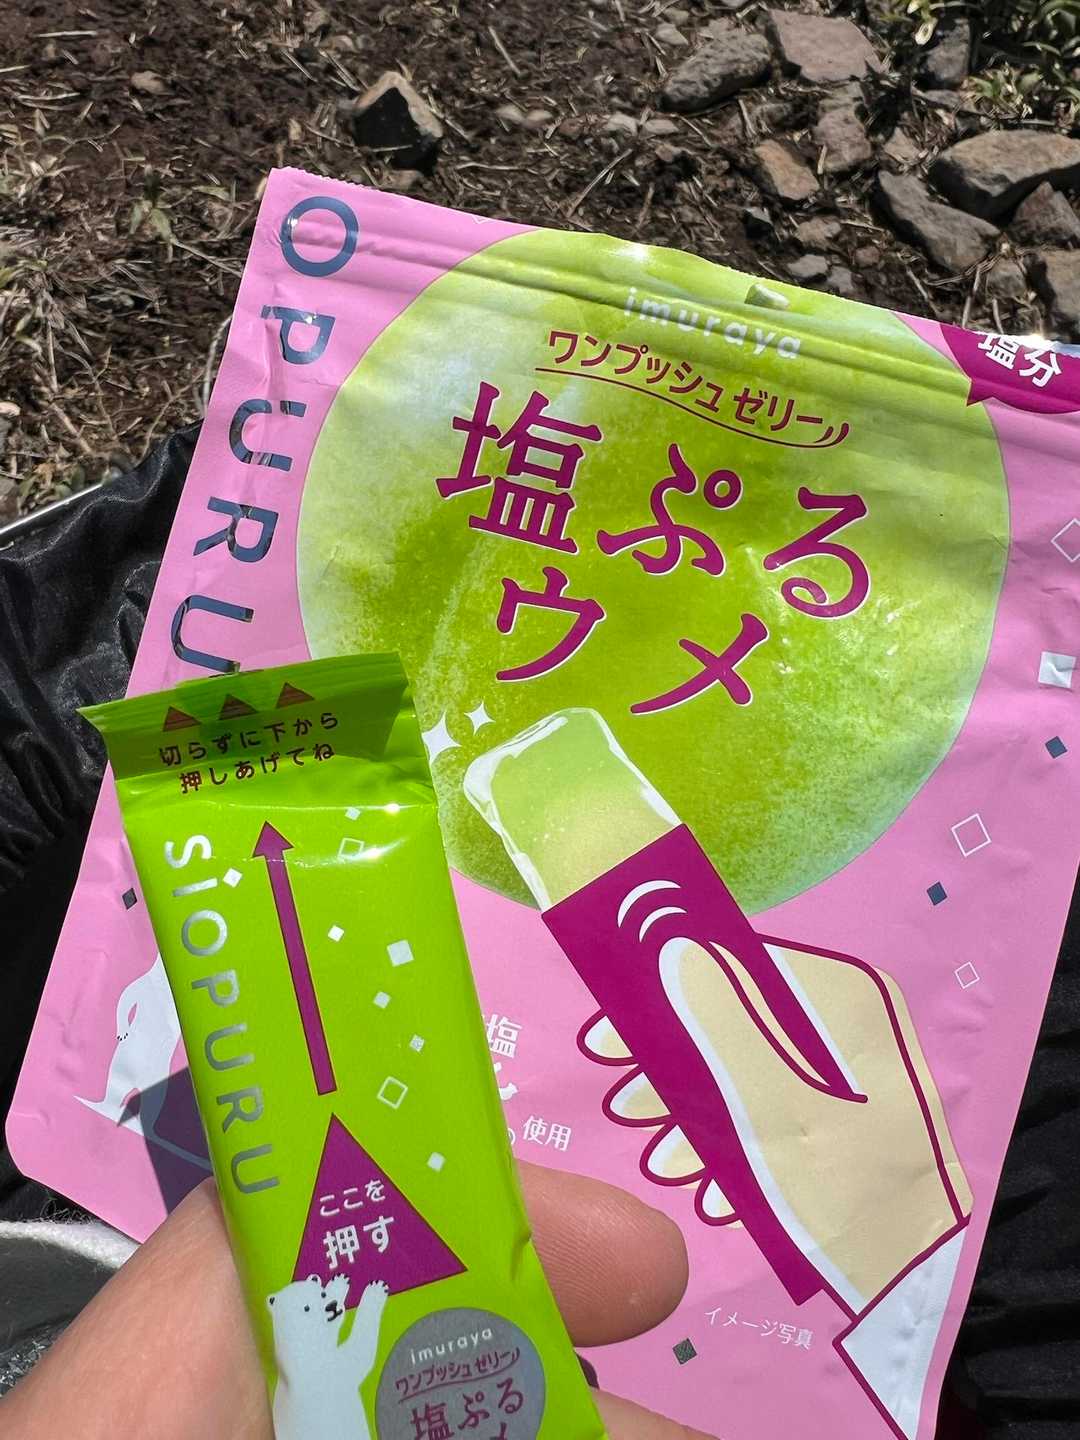 OPURU
imuraya
ワンプッシュゼリー
塩ぷる
ウメ
塩分
塩
使用
イメージ写真
切らずに下から
押しあげてね
SiOPURU
ここを
押す
imuraya
ワンプッシュゼリー
塩ぷる